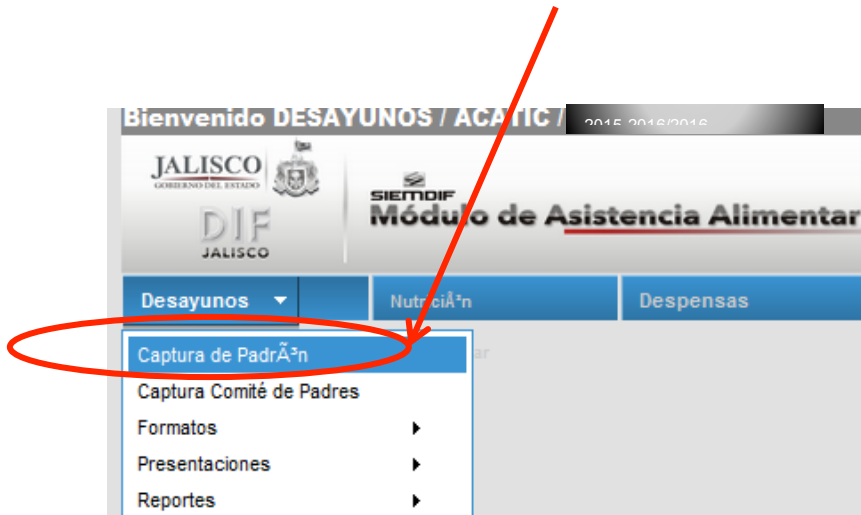 Bienvenido DESAYUNOS / ACATIC / 2015-2016/2016
JALISCO
GOBIERNO DEL ESTADO
DIF
JALISCO
SIEMDIF
Módulo de Asistencia Alimentar
Desayunos
NutriciÃ³n
Despensas
Captura de PadrÃ³n
ar
Captura Comité de Padres
Formatos
Presentaciones
Reportes